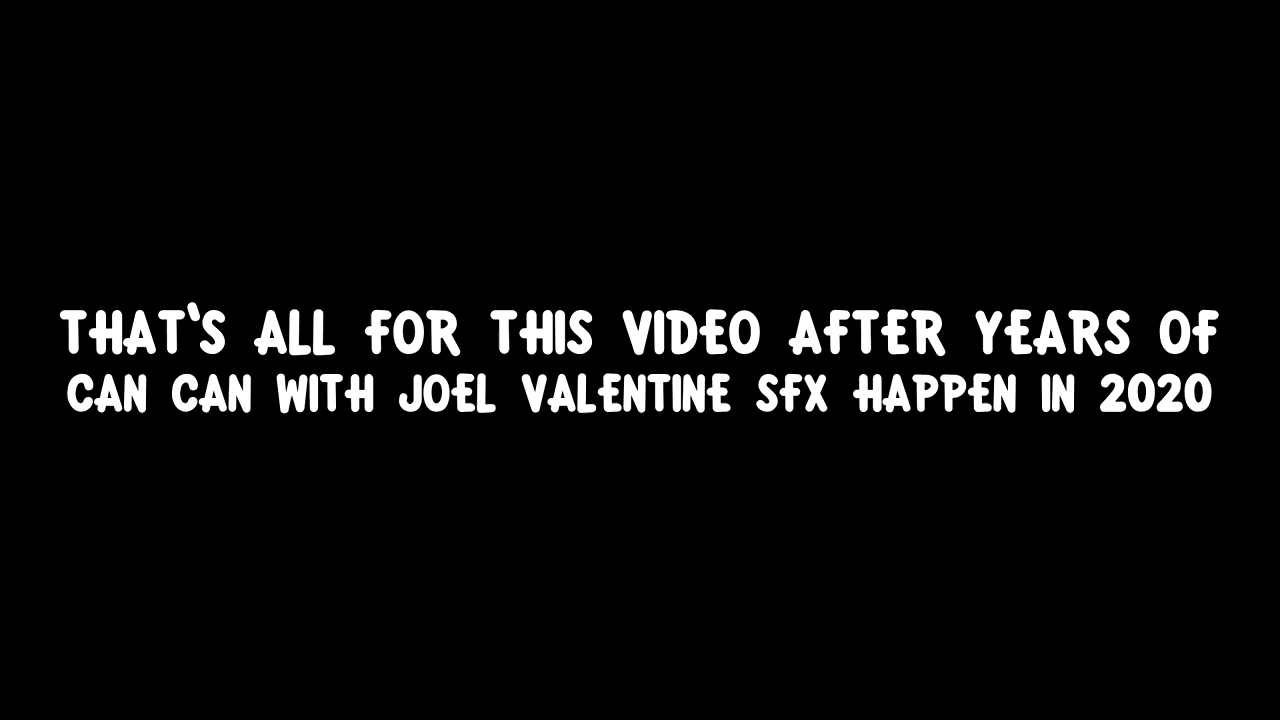 THAT'S ALL FOR THIS VIDEO AFTER YEARS OF
CAN CAN WITH JOEL VALENTINE SFX HAPPEN IN 2020